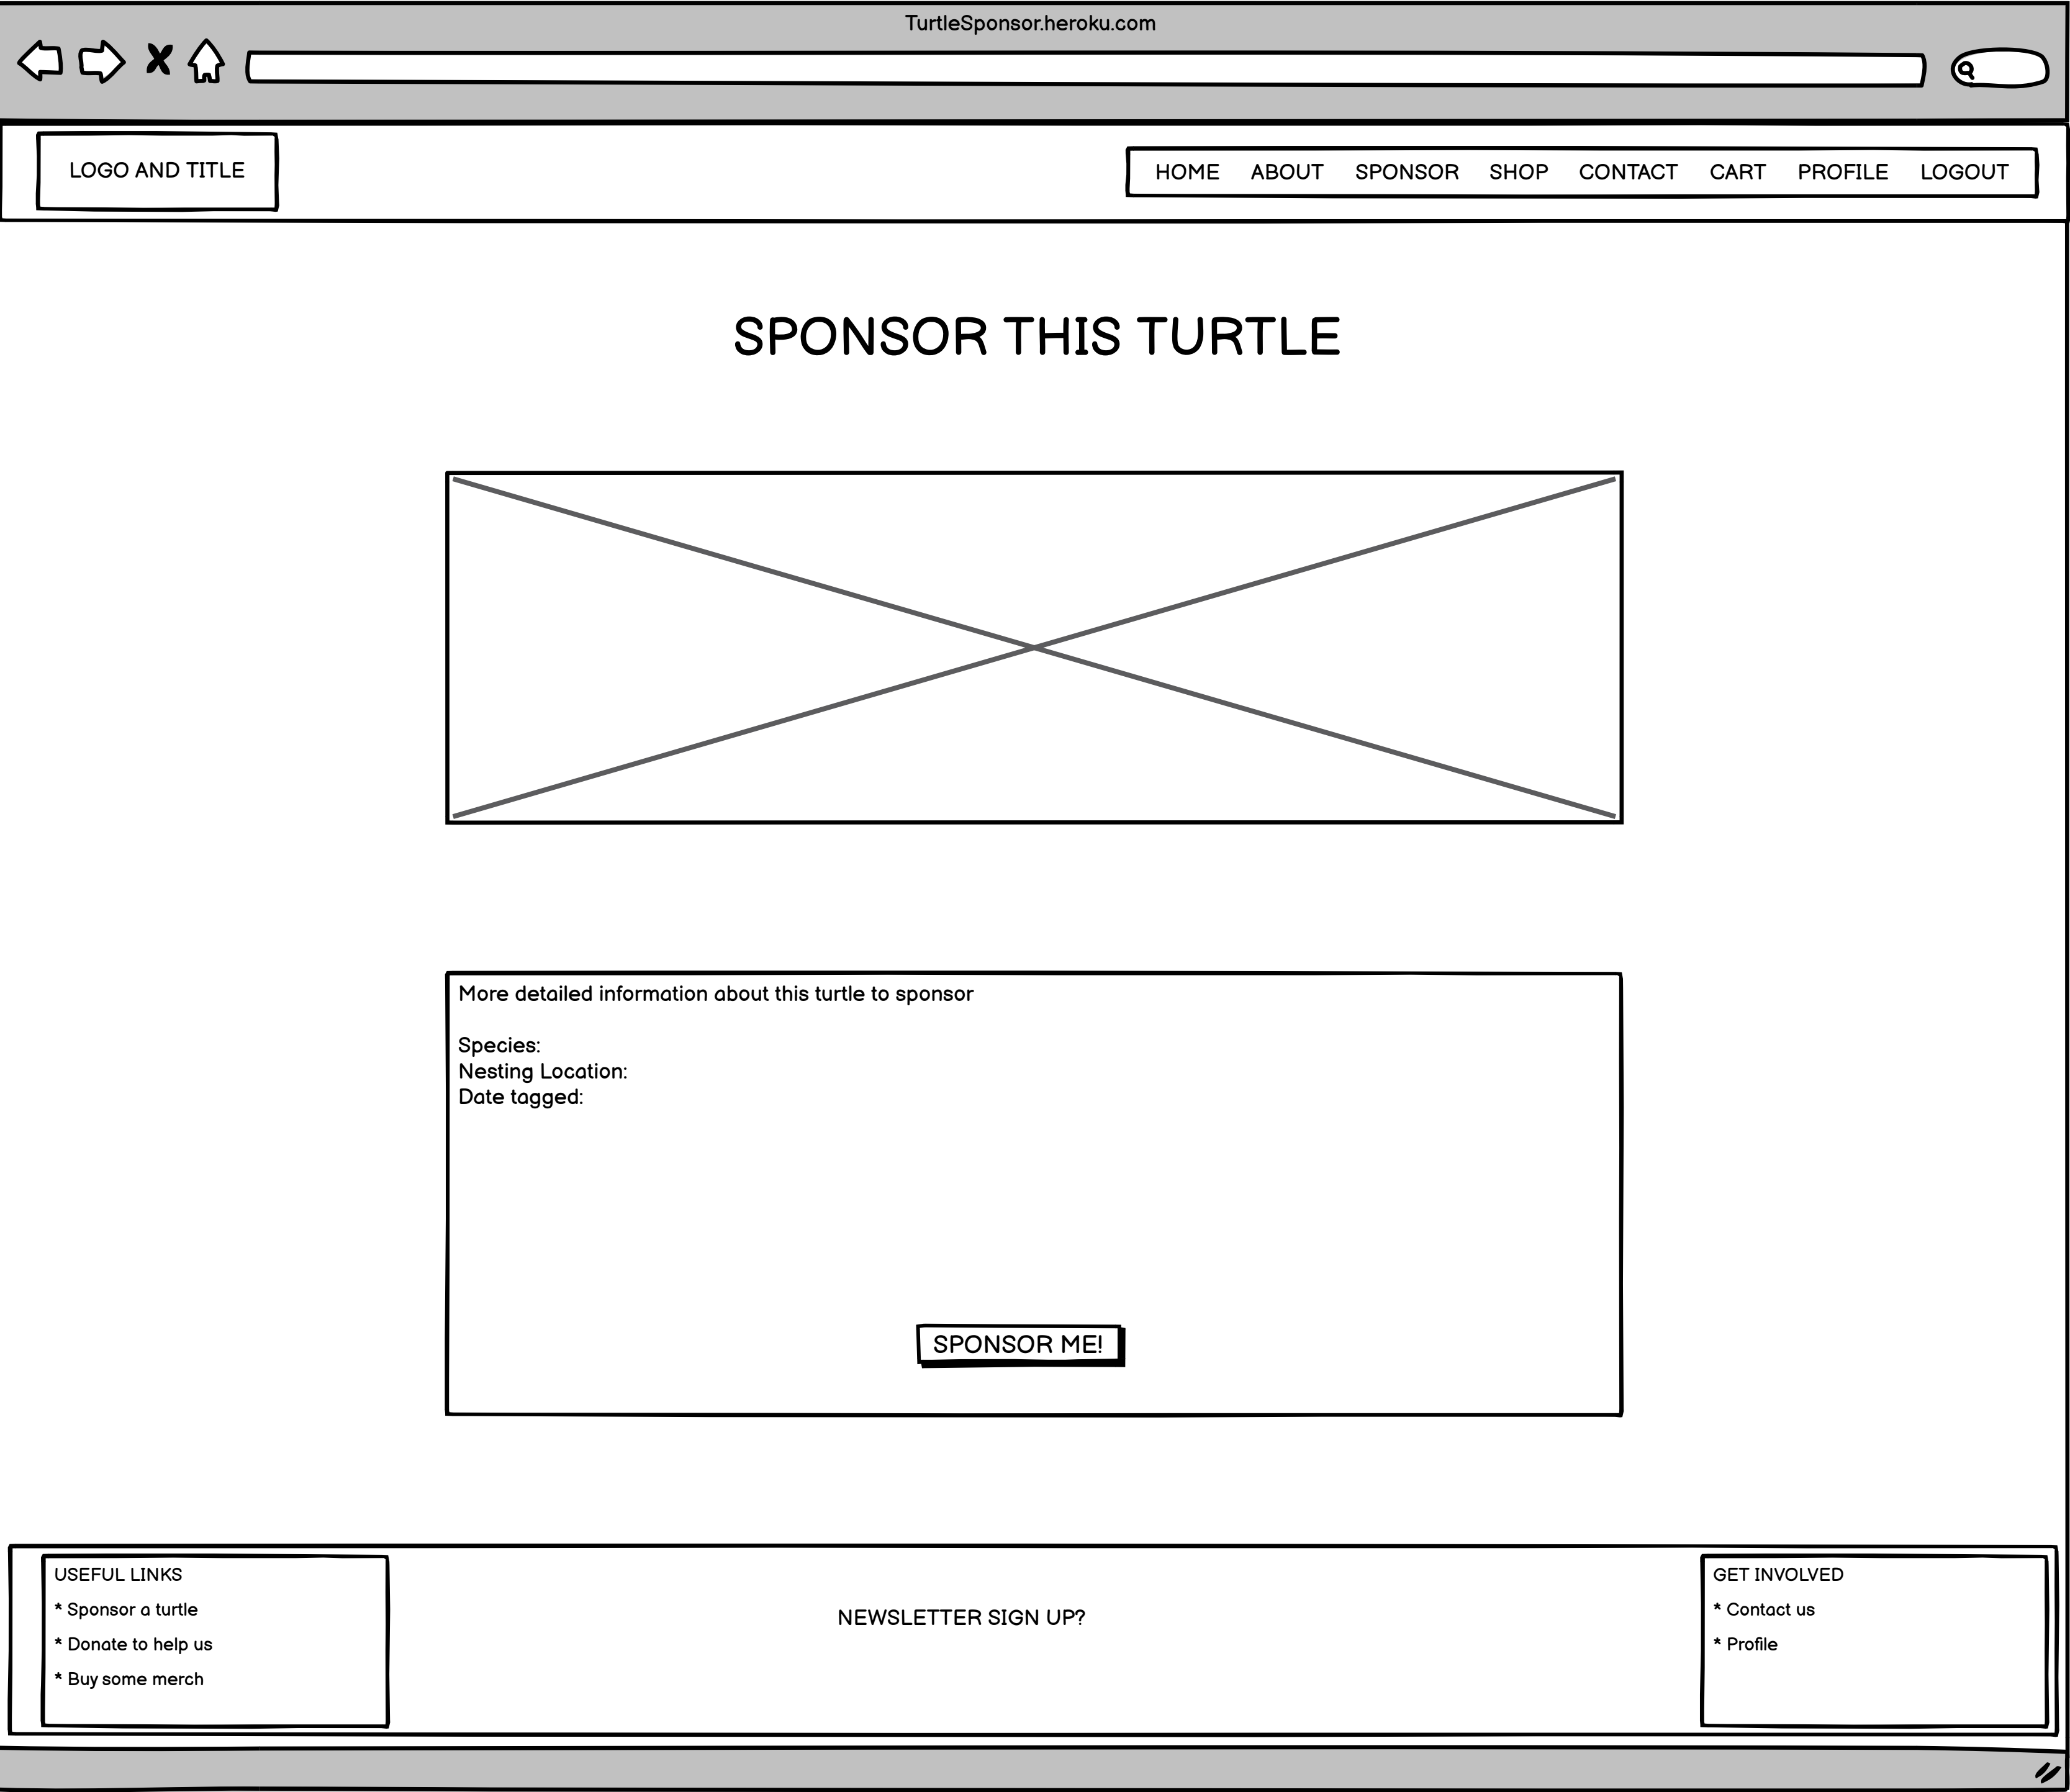 TurtleSponsor.heroku.com
LOGO AND TITLE
HOME ABOUT SPONSOR SHOP CONTACT CART PROFILE LOGOUT
SPONSOR THIS TURTLE
More detailed information about this turtle to sponsor
Species:
Nesting Location:
Date tagged:
SPONSOR ME!
USEFUL LINKS
* Sponsor a turtle
* Donate to help us
* Buy some merch
NEWSLETTER SIGN UP?
GET INVOLVED
* Contact us
* Profile